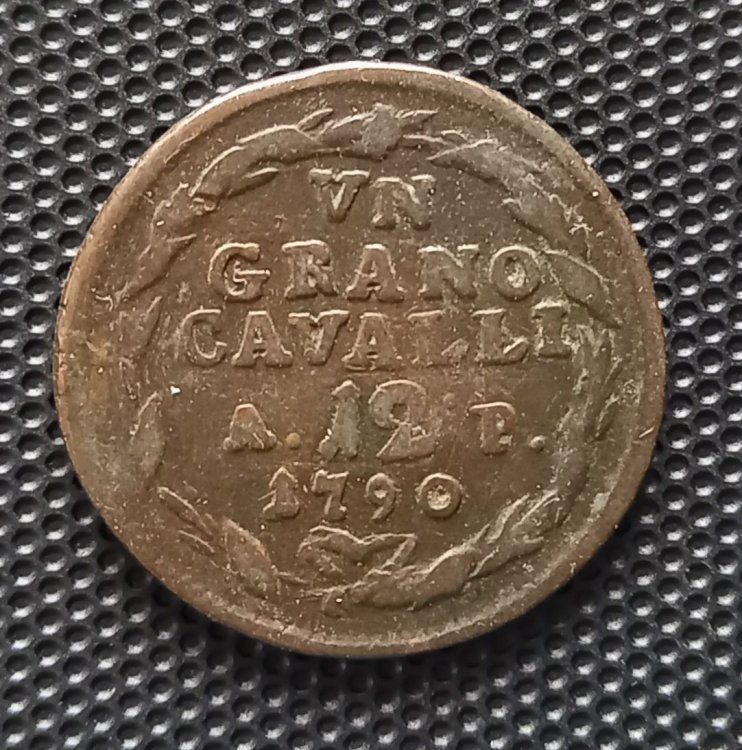 VN
GRANO
CAVALLI
A. 12 P.
1790